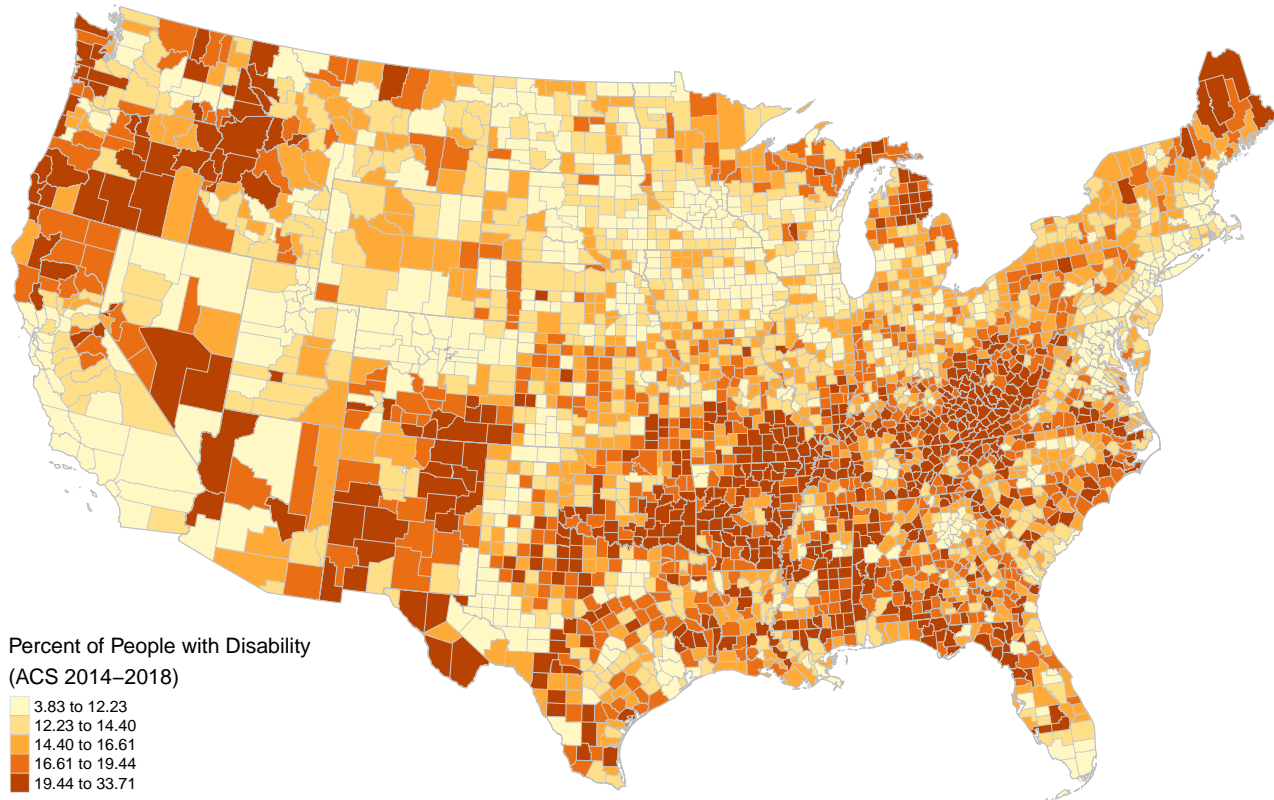 Percent of People with Disability
(ACS 2014–2018)
3.83 to 12.23
12.23 to 14.40
14.40 to 16.61
16.61 to 19.44
19.44 to 33.71